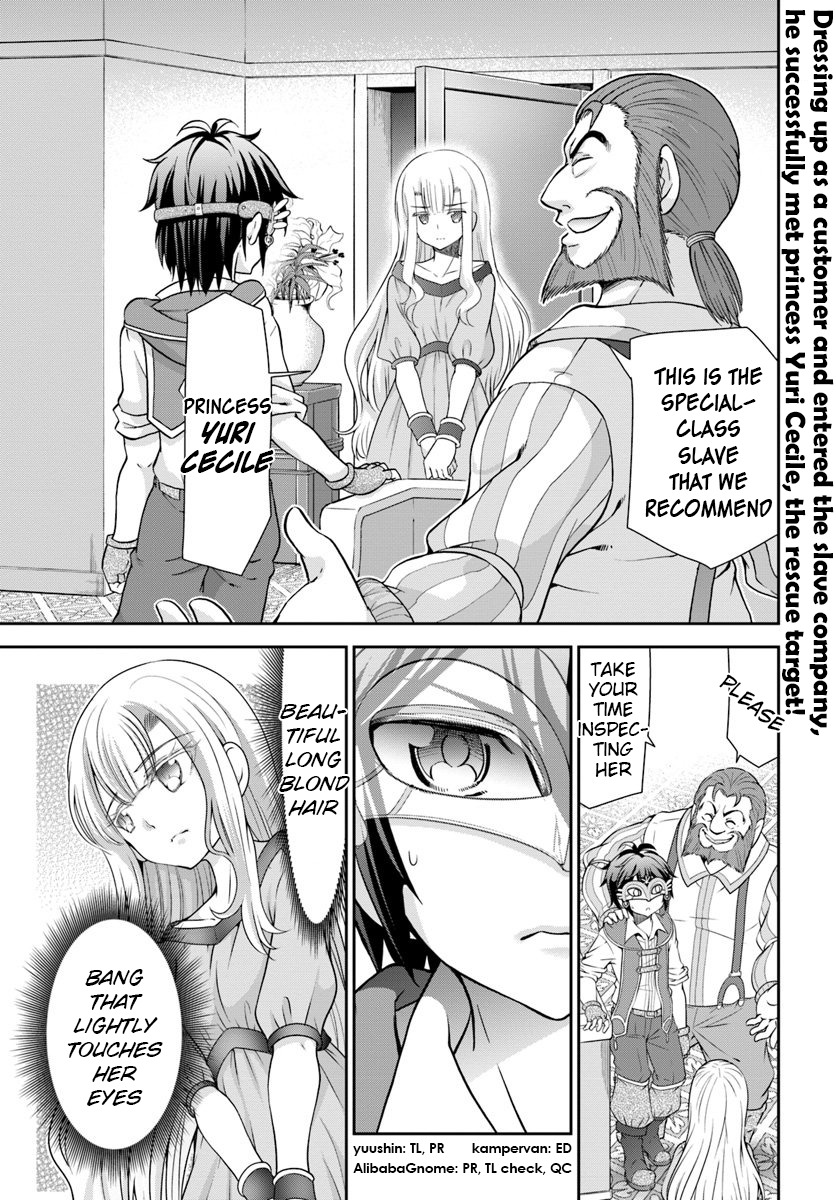 Dressing up as a customer and entered the slave company,
he successfully met princess Yuri Cecile, the rescue target!
THIS IS THE
SPECIAL-
CLASS
SLAVE
THAT WE
RECOMMEND
PRINCESS
YURI
CECILE
PLEASE
TAKE
YOUR
TIME
INSPEC-
TING
HER
BEAU-
TIFUL
LONG
BLOND
HAIR
BANG
THAT
LIGHTLY
TOUCHES
HER
EYES
yuushin: TL, PR kampervan: ED
AlibabaGnome: PR, TL check, QC